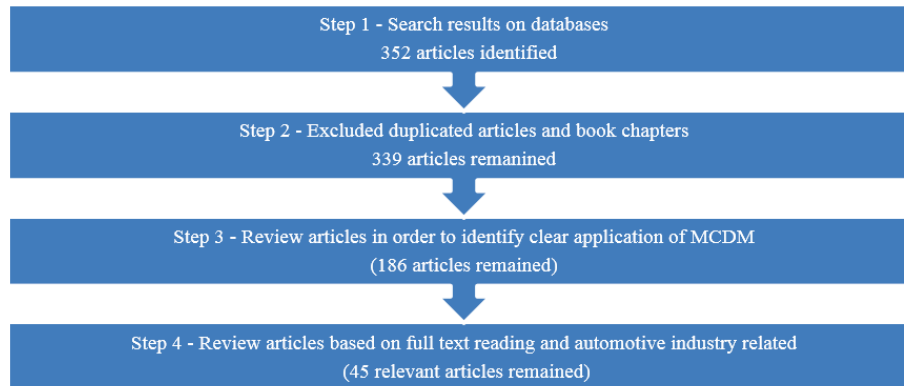 Step 1 - Search results on databases
352 articles identified
Step 2 - Excluded duplicated articles and book chapters
339 articles remanined
Step 3 - Review articles in order to identify clear application of MCDM
(186 articles remained)
Step 4 - Review articles based on full text reading and automotive industry related
(45 relevant articles remained)